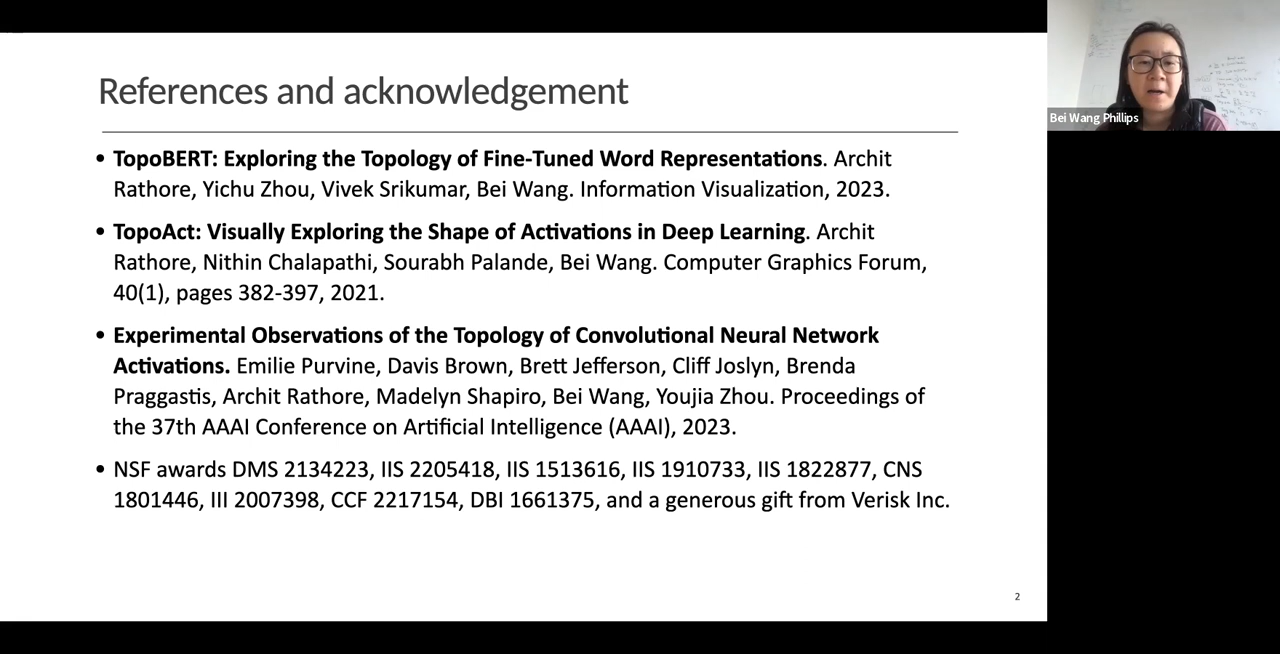 References and acknowledgement
• TopoBERT: Exploring the Topology of Fine-Tuned Word Representations. Archit
Rathore, Yichu Zhou, Vivek Srikumar, Bei Wang. Information Visualization, 2023.
• TopoAct: Visually Exploring the Shape of Activations in Deep Learning. Archit
Rathore, Nithin Chalapathi, Sourabh Palande, Bei Wang. Computer Graphics Forum,
40(1), pages 382-397, 2021.
• Experimental Observations of the Topology of Convolutional Neural Network
Activations. Emilie Purvine, Davis Brown, Brett Jefferson, Cliff Joslyn, Brenda
Praggastis, Archit Rathore, Madelyn Shapiro, Bei Wang, Youjia Zhou. Proceedings of
the 37th AAAI Conference on Artificial Intelligence (AAAI), 2023.
• NSF awards DMS 2134223, IIS 2205418, IIS 1513616, IIS 1910733, IIS 1822877, CNS
1801446, III 2007398, CCF 2217154, DBI 1661375, and a generous gift from Verisk Inc.
2
Bei Wang Phillips